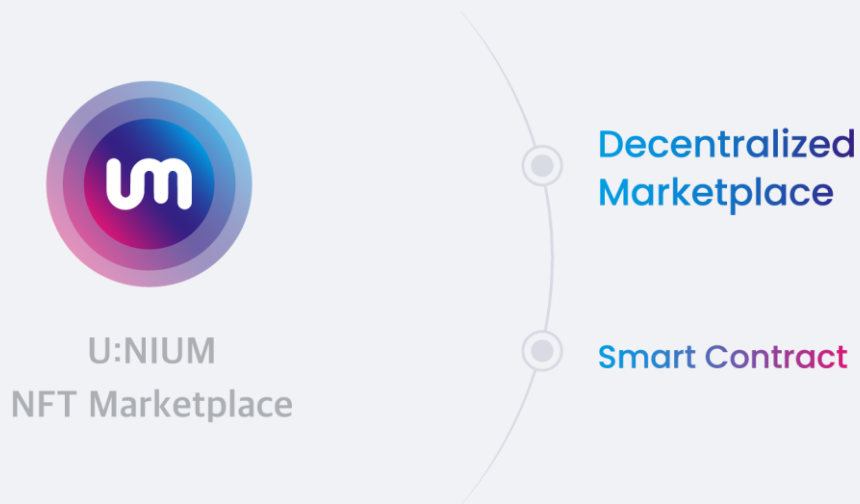 um
U:NIUM
NFT Marketplace
Decentralized
Marketplace
Smart Contract